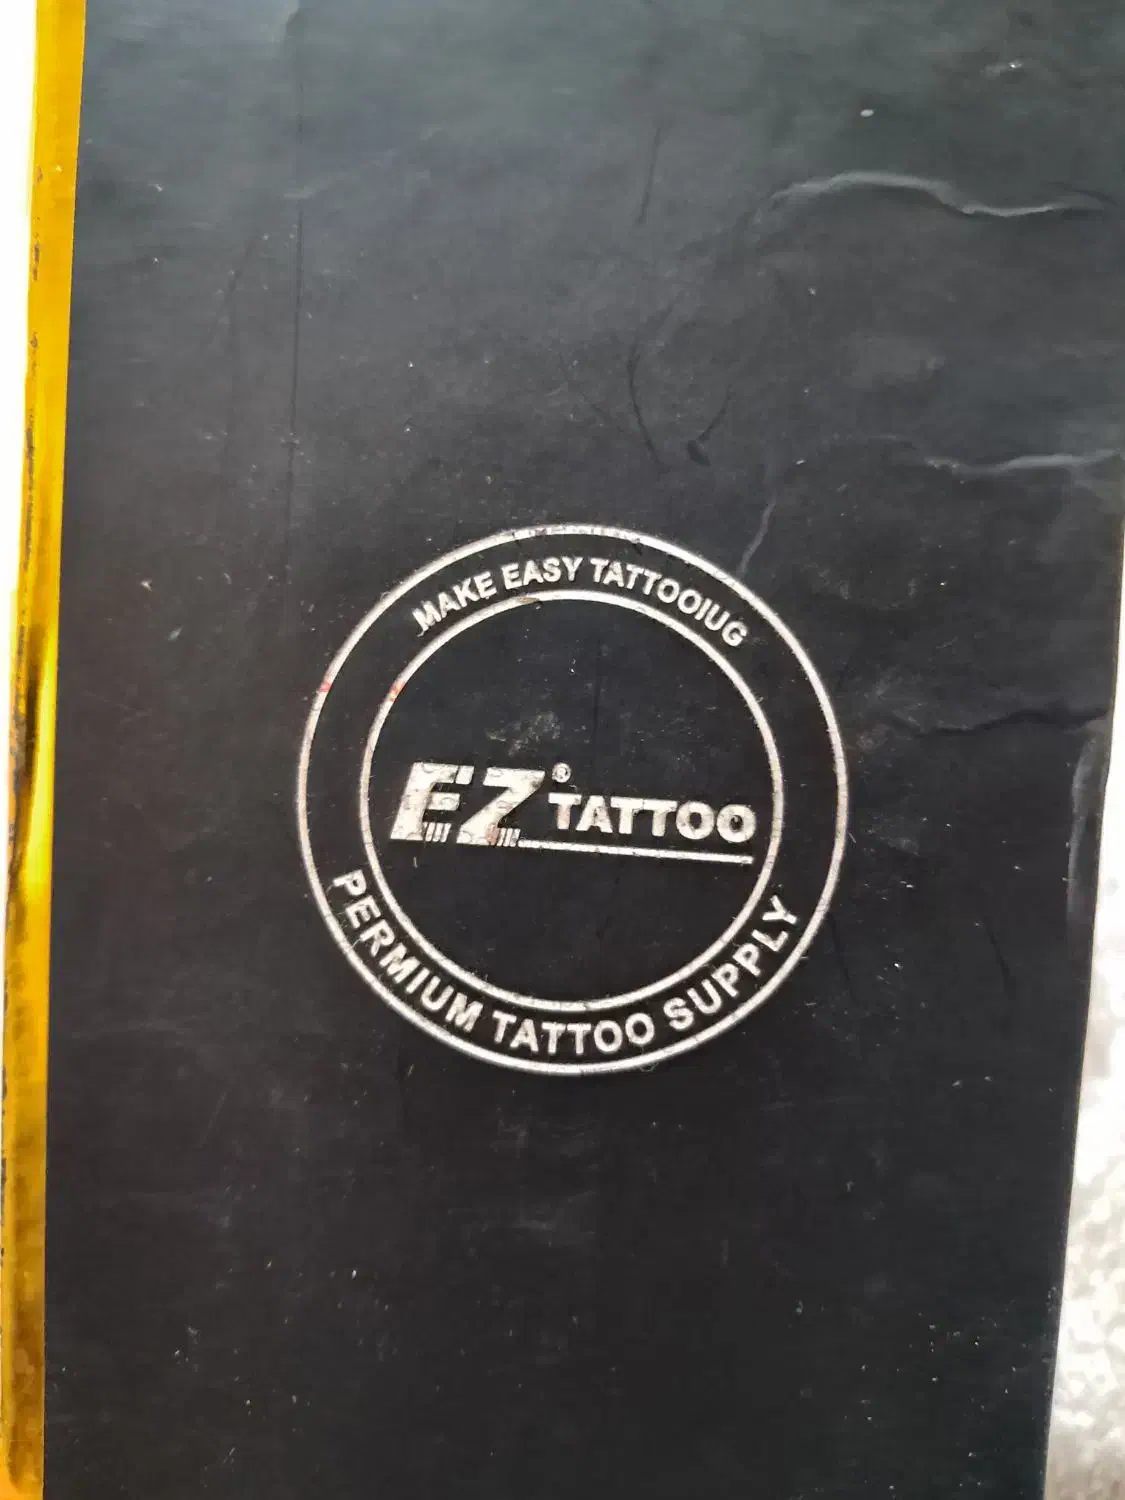 MAKE EASY TATTOOIUG
EZ® TATTOO
PERMIUM TATTOO SUPPLY